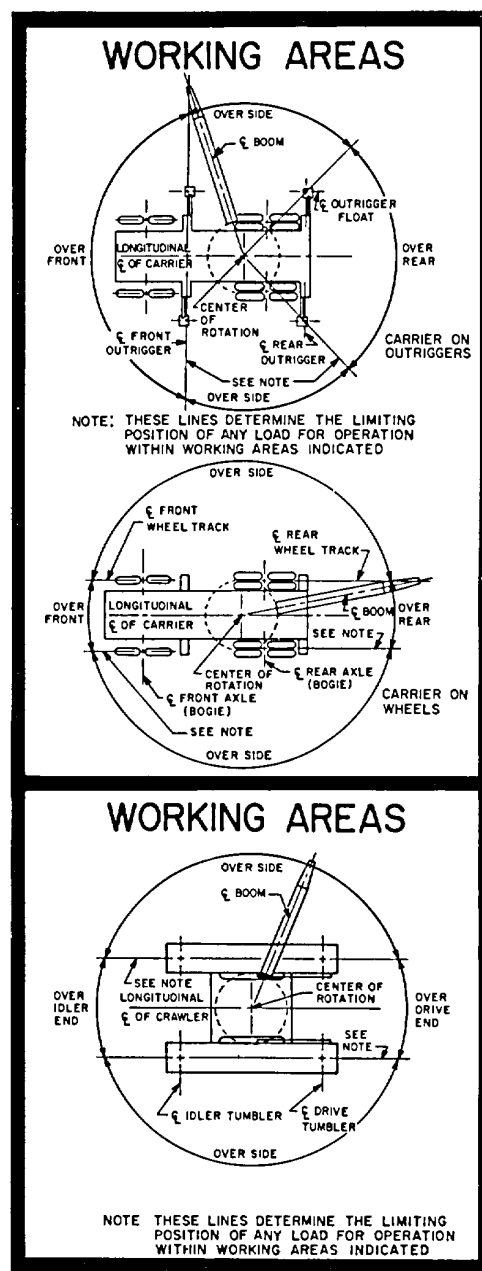 WORKING AREAS
OVER SIDE
℄ BOOM
℄ OUTRIGGER
FLOAT
OVER
FRONT
LONGITUDINAL
℄ OF CARRIER
OVER
REAR
CENTER
OF
ROTATION
℄ FRONT
OUTRIGGER
℄ REAR
OUTRIGGER
CARRIER ON
OUTRIGGERS
SEE NOTE
OVER SIDE
NOTE: THESE LINES DETERMINE THE LIMITING
POSITION OF ANY LOAD FOR OPERATION
WITHIN WORKING AREAS INDICATED
OVER SIDE
℄ FRONT
WHEEL TRACK
℄ REAR
WHEEL TRACK
OVER
FRONT
LONGITUDINAL
℄ OF CARRIER
℄ BOOM
OVER
REAR
SEE NOTE
CENTER OF
ROTATION
℄ REAR AXLE
(BOGIE)
℄ FRONT AXLE
(BOGIE)
CARRIER ON
WHEELS
SEE NOTE
OVER SIDE
WORKING AREAS
OVER SIDE
℄ BOOM
SEE NOTE
LONGITUDINAL
℄ OF CRAWLER
CENTER OF
ROTATION
OVER
IDLER
END
OVER
DRIVE
END
SEE
NOTE
℄ IDLER TUMBLER
℄ DRIVE
TUMBLER
OVER SIDE
NOTE THESE LINES DETERMINE THE LIMITING
POSITION OF ANY LOAD FOR OPERATION
WITHIN WORKING AREAS INDICATED